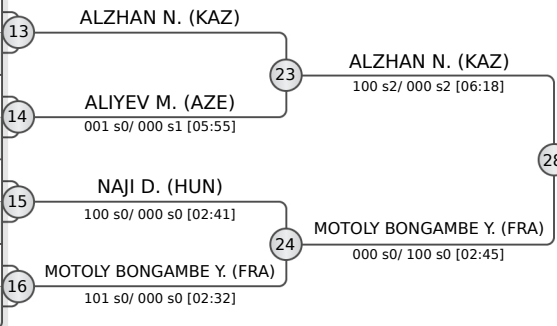 13
ALZHAN N. (KAZ)
23
ALZHAN N. (KAZ)
100 s2/ 000 s2 [06:18]
14
ALIYEV M. (AZE)
001 s0/ 000 s1 [05:55]
28
15
NAJI D. (HUN)
100 s0/ 000 s0 [02:41]
24
MOTOLY BONGAMBE Y. (FRA)
000 s0/ 100 s0 [02:45]
16
MOTOLY BONGAMBE Y. (FRA)
101 s0/ 000 s0 [02:32]